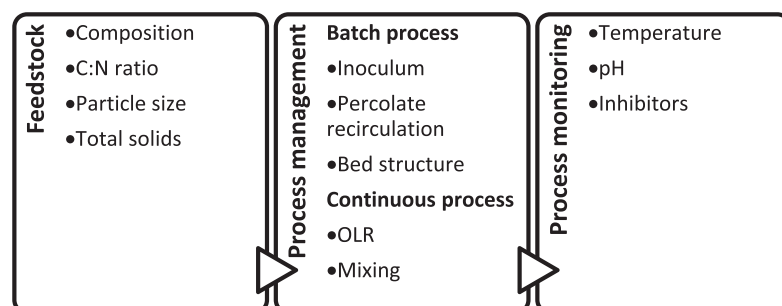 Feedstock
•Composition
•C:N ratio
•Particle size
•Total solids
Process management
Batch process
•Inoculum
•Percolate
recirculation
•Bed structure
Continuous process
•OLR
•Mixing
Process monitoring
•Temperature
•pH
•Inhibitors